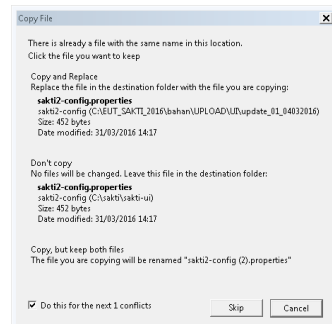 Copy File
There is already a file with the same name in this location.
Click the file you want to keep
Copy and Replace
Replace the file in the destination folder with the file you are copying:
sakti2-config.properties
sakti2-config (C:\EUT_SAKTI_2016\bahan\UPLOAD\UI\update_01_04032016)
Size: 452 bytes
Date modified: 31/03/2016 14:17
Don't copy
No files will be changed. Leave this file in the destination folder:
sakti2-config.properties
sakti2-config (C:\sakti\sakti-ui)
Size: 452 bytes
Date modified: 31/03/2016 14:17
Copy, but keep both files
The file you are copying will be renamed "sakti2-config (2).properties"
Do this for the next 1 conflicts
Skip
Cancel